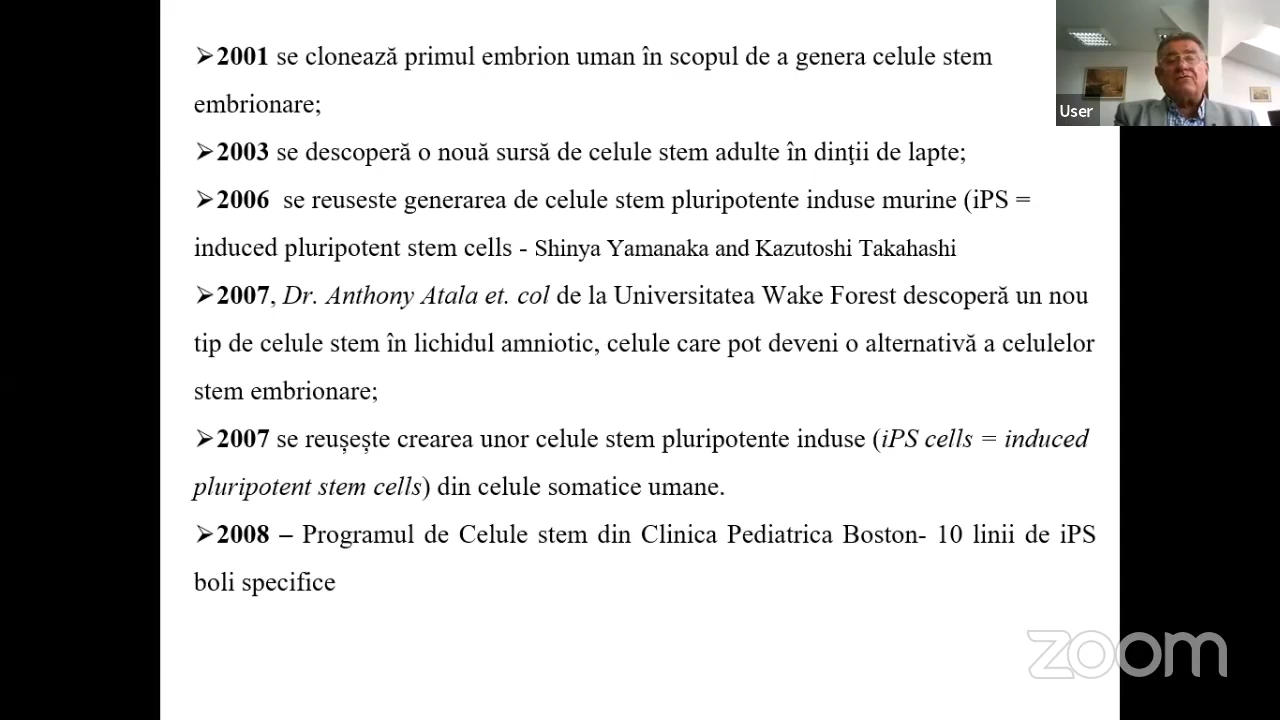 ➢2001 se clonează primul embrion uman în scopul de a genera celule stem
embrionare;
➢2003 se descoperă o nouă sursă de celule stem adulte în dinţii de lapte;
➢2006 se reuseste generarea de celule stem pluripotente induse murine (iPS =
induced pluripotent stem cells - Shinya Yamanaka and Kazutoshi Takahashi
➢2007, Dr. Anthony Atala et. col de la Universitatea Wake Forest descoperă un nou
tip de celule stem în lichidul amniotic, celule care pot deveni o alternativă a celulelor
stem embrionare;
➢2007 se reușește crearea unor celule stem pluripotente induse (iPS cells = induced
pluripotent stem cells) din celule somatice umane.
➢2008 – Programul de Celule stem din Clinica Pediatrica Boston- 10 linii de iPS
boli specifice
User
zoom